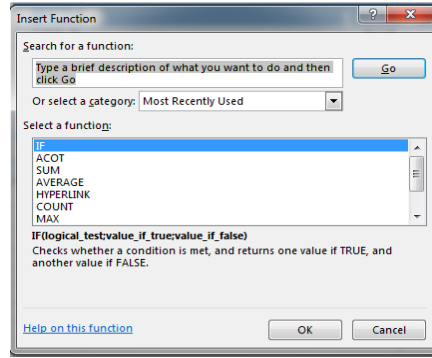 Insert Function
Search for a function:
Type a brief description of what you want to do and then
click Go
Go
Or select a category: Most Recently Used
Select a function:
IF
ACOT
SUM
AVERAGE
HYPERLINK
COUNT
MAX
IF(logical_test;value_if_true;value_if_false)
Checks whether a condition is met, and returns one value if TRUE, and
another value if FALSE.
Help on this function
OK
Cancel